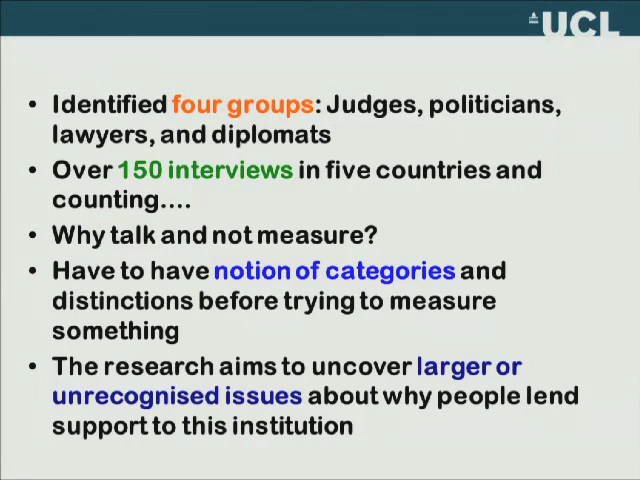 UCL
• Identified four groups: Judges, politicians,
lawyers, and diplomats
• Over 150 interviews in five countries and
counting....
• Why talk and not measure?
• Have to have notion of categories and
distinctions before trying to measure
something
• The research aims to uncover larger or
unrecognised issues about why people lend
support to this institution